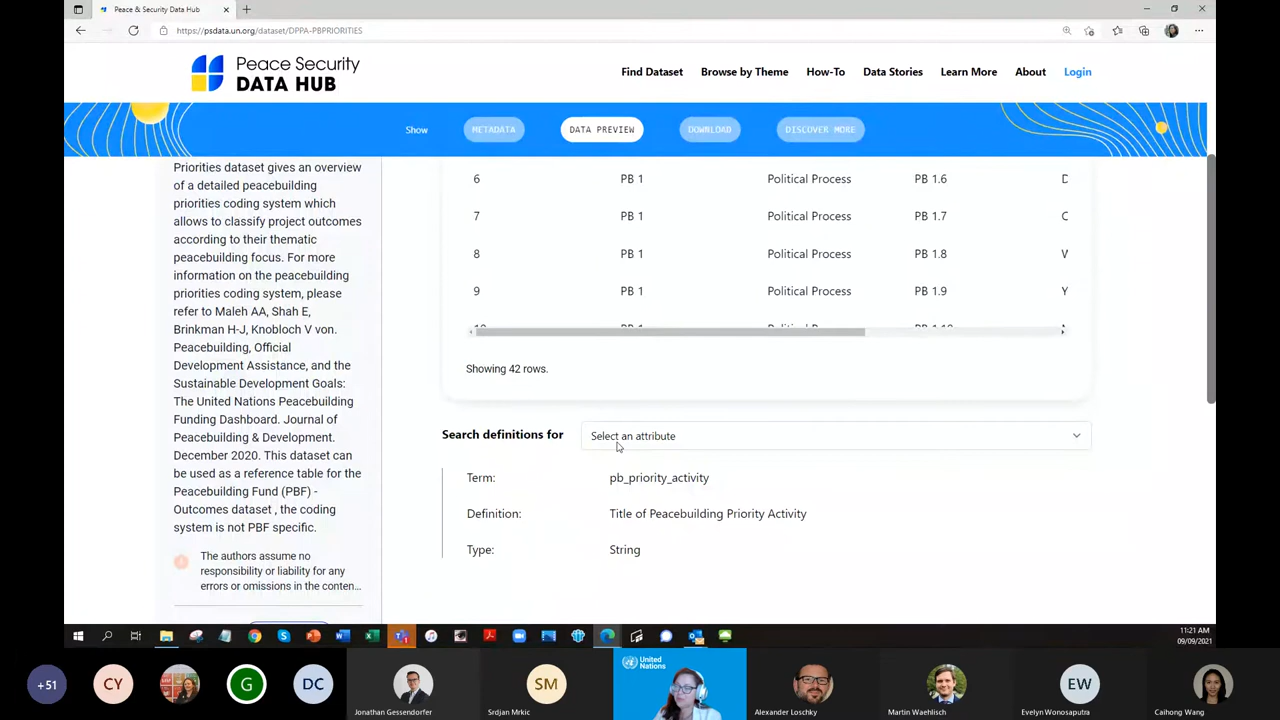 Peace & Security Data Hub
https://psdata.un.org/dataset/DPPA-PBPRIORITIES
Peace Security
DATA HUB
Find Dataset
Browse by Theme
How-To
Data Stories
Learn More
About
Login
Show
METADATA
DATA PREVIEW
DOWNLOAD
DISCOVER MORE
Priorities dataset gives an overview
of a detailed peacebuilding
priorities coding system which
allows to classify project outcomes
according to their thematic
peacebuilding focus. For more
information on the peacebuilding
priorities coding system, please
refer to Maleh AA, Shah E,
Brinkman H-J, Knobloch V von.
Peacebuilding, Official
Development Assistance, and the
Sustainable Development Goals:
The United Nations Peacebuilding
Funding Dashboard. Journal of
Peacebuilding & Development.
December 2020. This dataset can
be used as a reference table for the
Peacebuilding Fund (PBF) -
Outcomes dataset , the coding
system is not PBF specific.
The authors assume no
responsibility or liability for any
errors or omissions in the conten...
6 PB 1 Political Process PB 1.6
7 PB 1 Political Process PB 1.7
8 PB 1 Political Process PB 1.8
9 PB 1 Political Process PB 1.9
Showing 42 rows.
Search definitions for
Select an attribute
Term: pb_priority_activity
Definition: Title of Peacebuilding Priority Activity
Type: String
11:21 AM
09/09/2021
+51
CY
G
DC
Jonathan Gessendorfer
SM
Srdjan Mrkic
United
Nations
Alexander Loschky
Martin Waehlisch
EW
Evelyn Wonosaputra
Caihong Wang